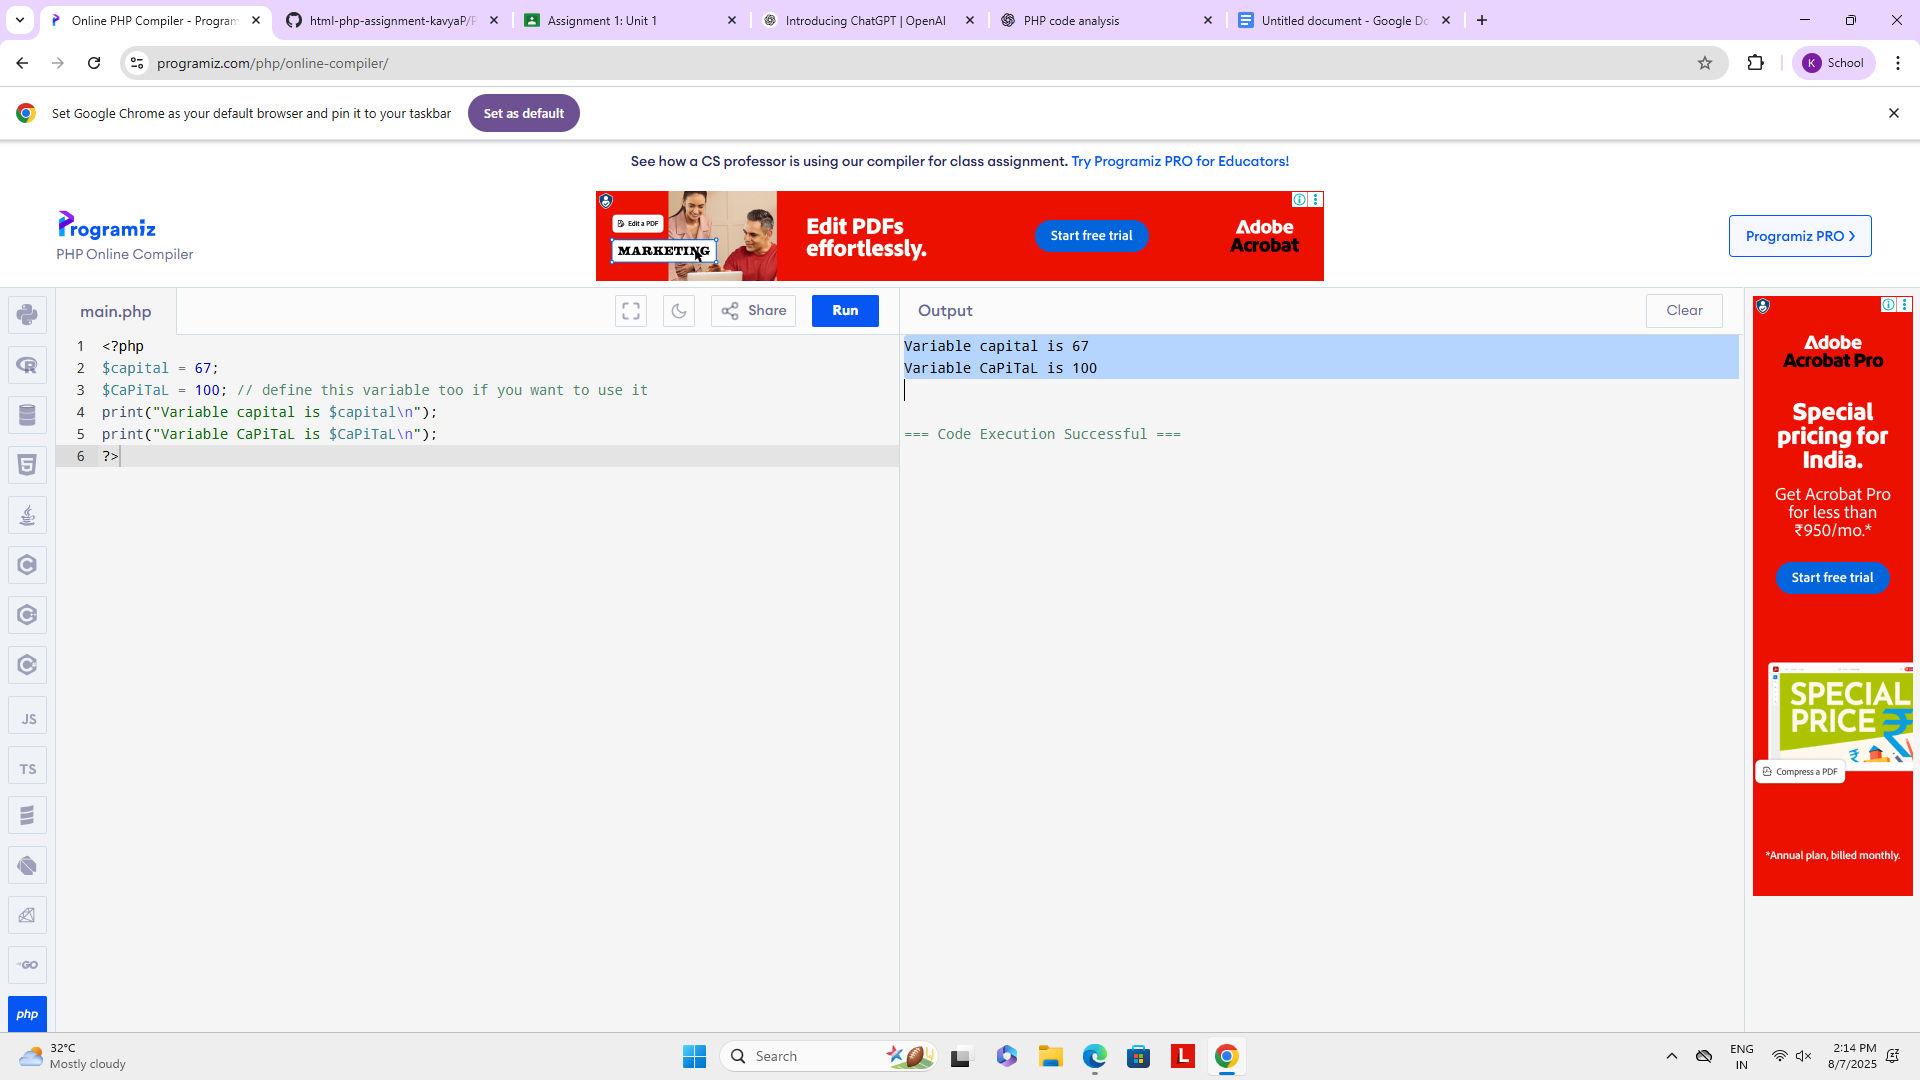 Online PHP Compiler - Program
html-php-assignment-kavyaP/P
Assignment 1: Unit 1
Introducing ChatGPT | OpenAI
PHP code analysis
Untitled document - Google Do
programiz.com/php/online-compiler/
K School
Set Google Chrome as your default browser and pin it to your taskbar
Set as default
See how a CS professor is using our compiler for class assignment. Try Programiz PRO for Educators!
Programiz
PHP Online Compiler
Edit a PDF
MARKETING
Edit PDFs
effortlessly.
Start free trial
Adobe
Acrobat
Programiz PRO >
main.php
Share
Run
Output
Clear
1 <?php
2 $capital = 67;
3 $CaPiTaL = 100; // define this variable too if you want to use it
4 print("Variable capital is $capital\n");
5 print("Variable CaPiTaL is $CaPiTaL\n");
6 ?>
Variable capital is 67
Variable CaPiTaL is 100
=== Code Execution Successful ===
JS
TS
GO
php
Adobe
Acrobat Pro
Special
pricing for
India.
Get Acrobat Pro
for less than
₹950/mo.*
Start free trial
SPECIAL
PRICE ₹
Compress a PDF
*Annual plan, billed monthly.
32°C
Mostly cloudy
Search
L
ENG
IN
2:14 PM
8/7/2025